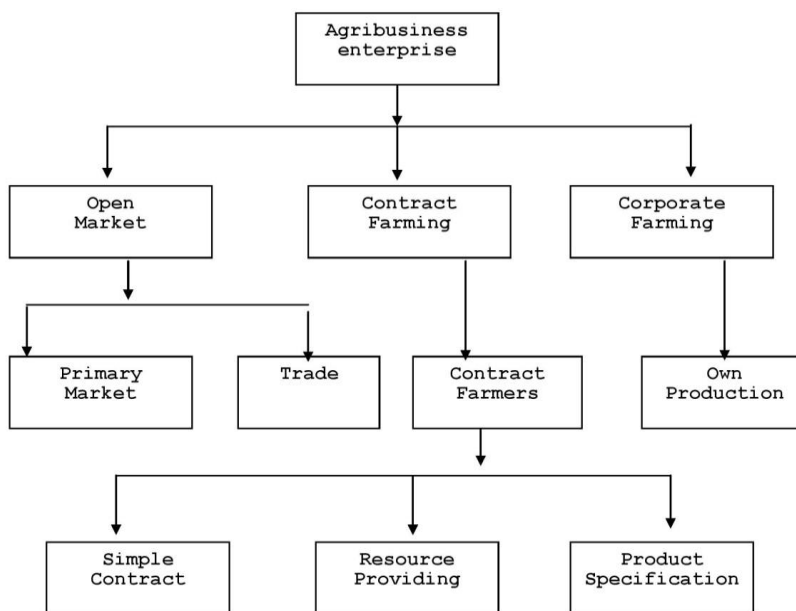 Agribusiness
enterprise
Open
Market
Contract
Farming
Corporate
Farming
Primary
Market
Trade
Contract
Farmers
Own
Production
Simple
Contract
Resource
Providing
Product
Specification